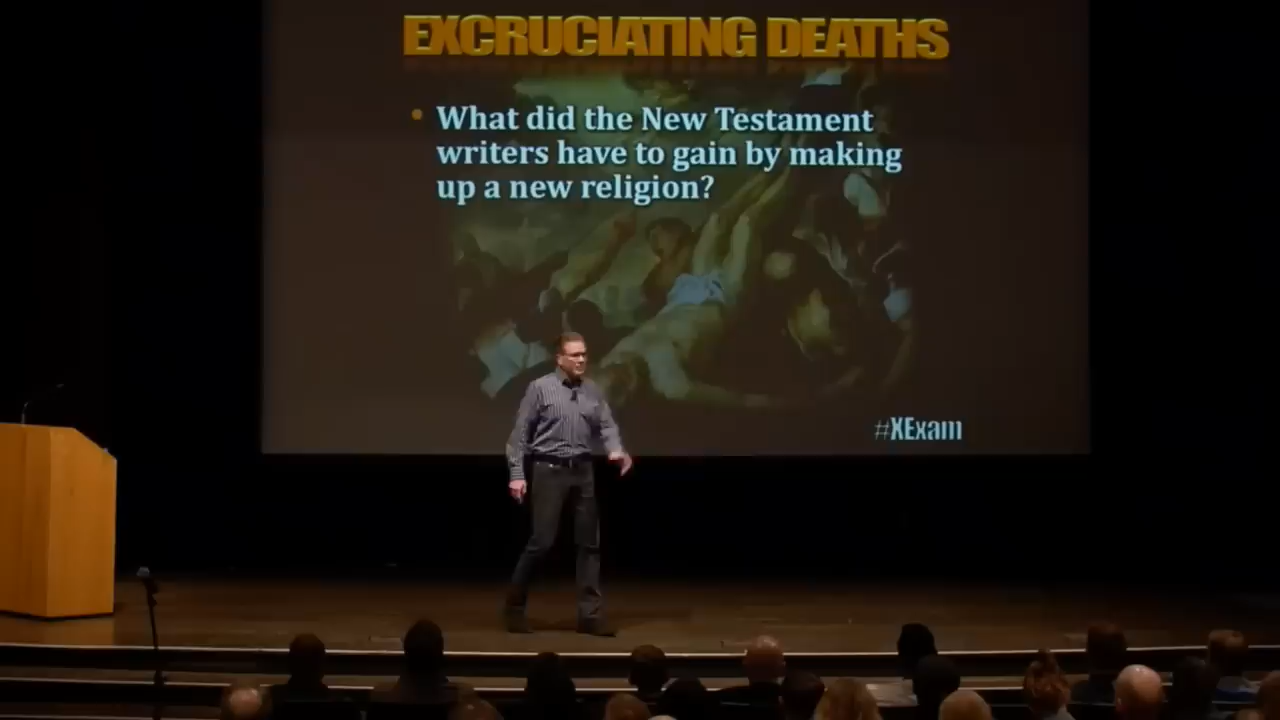 EXCRUCIATING DEATHS
• What did the New Testament
writers have to gain by making
up a new religion?
#XExam